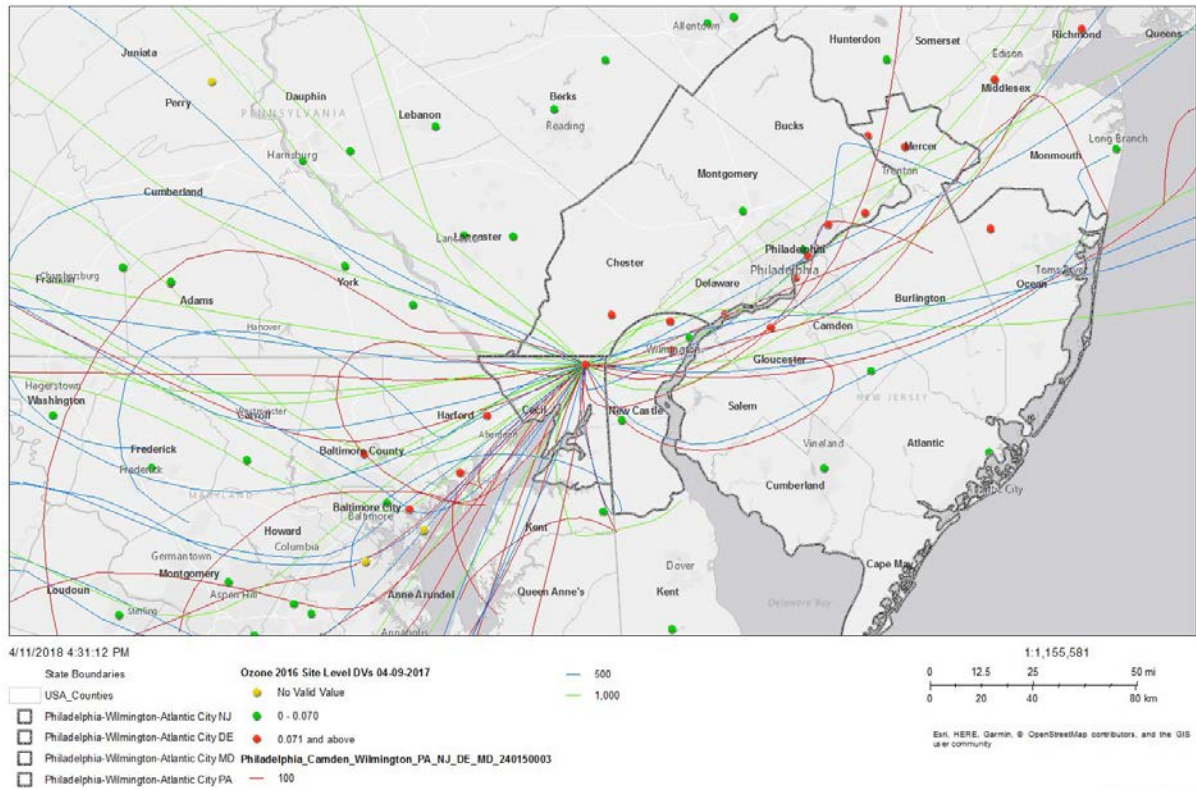 Allentown
Hunterdon
Somerset
Richmond
Queens
Juniata
Edison
Perry
Dauphin
Berks
Middlesex
PENNSYLVANIA
Lebanon
Reading
Bucks
Long Branch
Harrisburg
Mercer
Monmouth
Trenton
Montgomery
Cumberland
Lancaster
Lancaster
Philadelphia
Chester
Philadelphia
Franklin
Chambersburg
York
Delaware
Toms River
Ocean
Adams
Burlington
Hanover
Camden
Wilmington
Gloucester
Hagerstown
Washington
NEW JERSEY
Westminster
Carroll
Harford
Cecil
New Castle
Salem
Aberdeen
Frederick
Baltimore County
Vineland
Atlantic
Frederick
MARYLAND
Cumberland
Atlantic City
Baltimore City
Baltimore
Howard
Kent
Columbia
Germantown
Montgomery
Dover
Cape May
Loudoun
Aspen Hill
Anne Arundel
Queen Anne's
Kent
Delaware Bay
Sterling
Annapolis
4/11/2018 4:31:12 PM
1:1,155,581
State Boundaries
Ozone 2016 Site Level DVs 04-09-2017
500
0 12.5 25 50 mi
USA_Counties
No Valid Value
1,000
0 20 40 80 km
Philadelphia-Wilmington-Atlantic City NJ
0 - 0.070
Philadelphia-Wilmington-Atlantic City DE
0.071 and above
Esri, HERE, Garmin, © OpenStreetMap contributors, and the GIS
user community
Philadelphia-Wilmington-Atlantic City MD
Philadelphia_Camden_Wilmington_PA_NJ_DE_MD_240150003
Philadelphia-Wilmington-Atlantic City PA
100